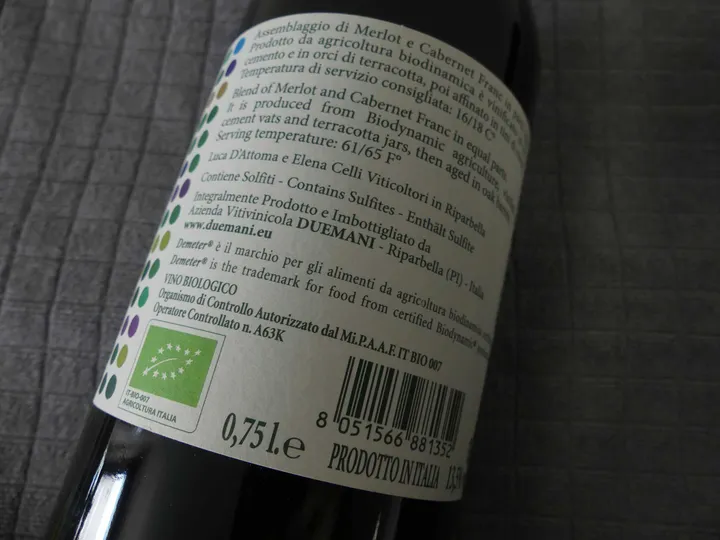 Assemblaggio di Merlot e Cabernet Franc in
Prodotto da agricoltura biodinamica è
cemento e in orci di terracotta, poi affinato in
Temperatura di servizio consigliata: 16/18 C°
Blend of Merlot and Cabernet Franc in equal parts.
It is produced from Biodynamic agriculture,
cement vats and terracotta jars, then aged in oak
Serving temperature: 61/65 F°
Luca D'Attoma e Elena Celli Viticoltori in Riparbella
Contiene Solfiti - Contains Sulfites - Enthält Sulfite
Integralmente Prodotto e Imbottigliato da
Azienda Vitivinicola DUEMANI - Riparbella (PI) - Italia
www.duemani.eu
Demeter® è il marchio per gli alimenti da agricoltura biodinamica
Demeter® is the trademark for food from certified Biodynamic®
VINO BIOLOGICO
Organismo di Controllo Autorizzato dal Mi.P.A.A.F. IT BIO 007
Operatore Controllato n. A63K
IT-BIO-007
AGRICOLTURA ITALIA
0,75 l.e
8 051566 881352
PRODOTTO IN ITALIA